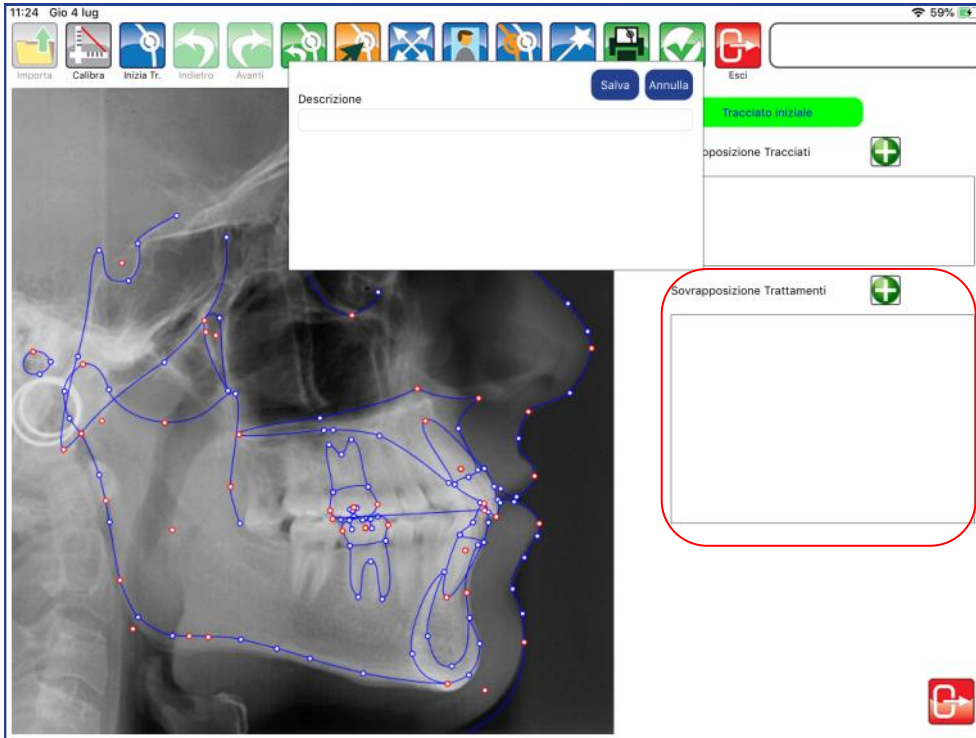 11:24 Gio 4 lug
59%
Importa
Calibra
Inizia Tr.
Indietro
Avanti
Esci
Salva
Annulla
Descrizione
Tracciato iniziale
pposizione Tracciati
Sovrapposizione Trattamenti